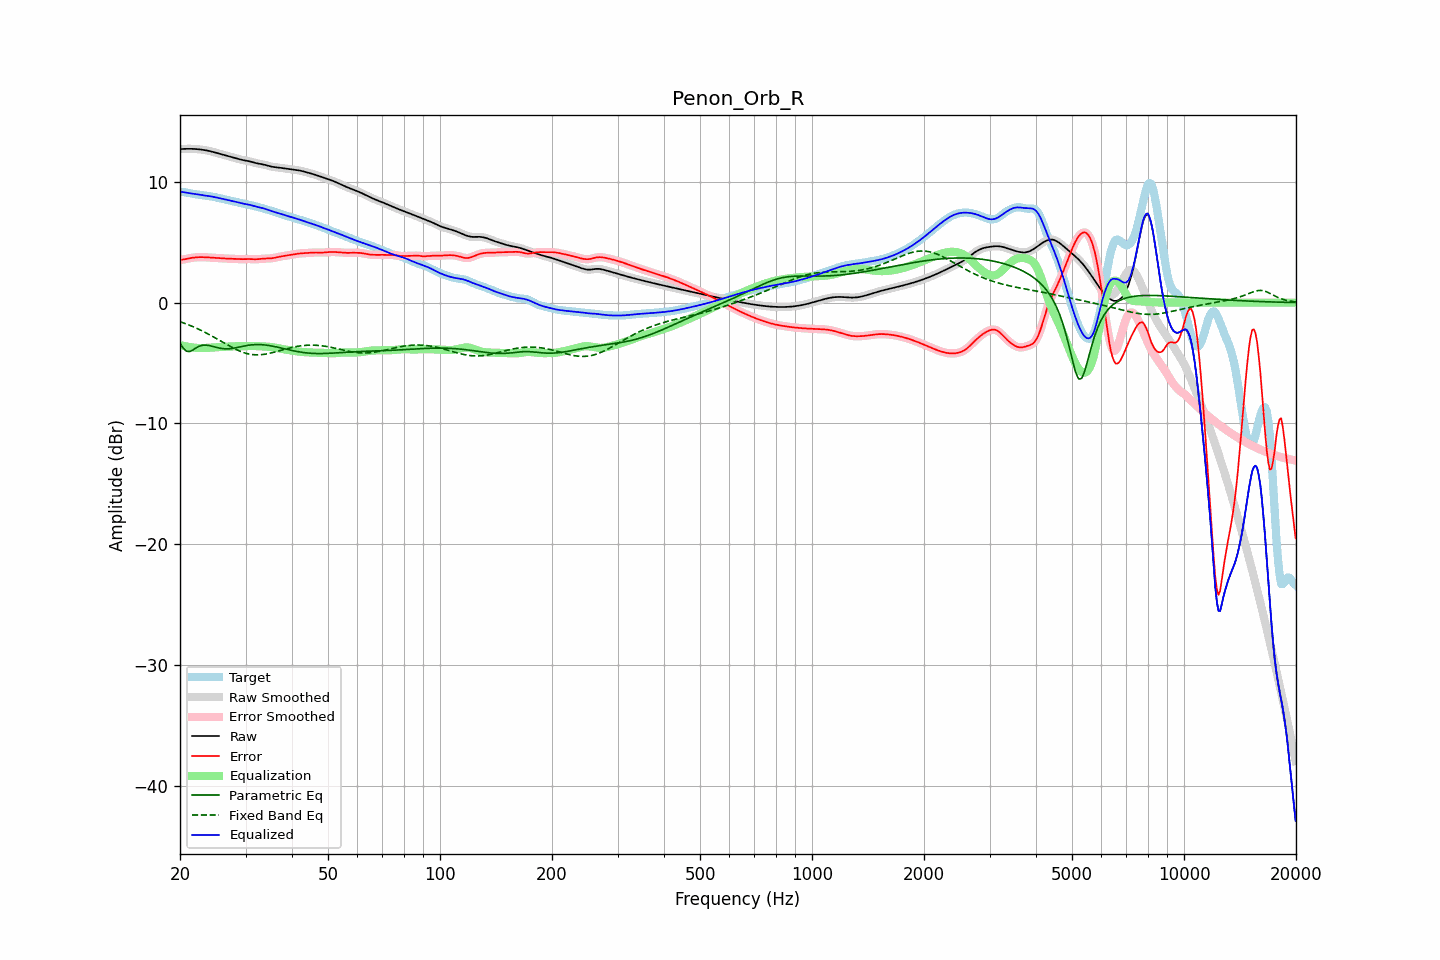 Penon_Orb_R
Amplitude (dBr)
10
0
−10
−20
−30
−40
Target
Raw Smoothed
Error Smoothed
Raw
Error
Equalization
Parametric Eq
Fixed Band Eq
Equalized
20 50 100 200 500 1000 2000 5000 10000 20000
Frequency (Hz)